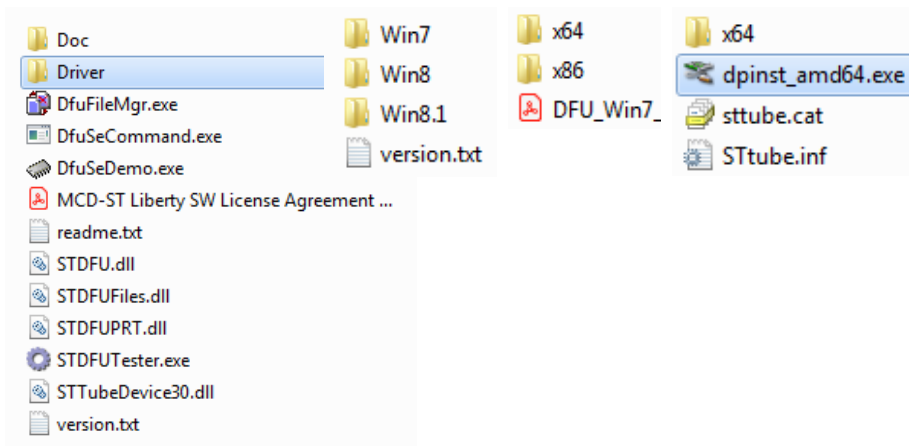 Doc
Driver
DfuFileMgr.exe
DfuSeCommand.exe
DfuSeDemo.exe
MCD-ST Liberty SW License Agreement ...
readme.txt
STDFU.dll
STDFUFiles.dll
STDFUPRT.dll
STDFUTester.exe
STTubeDevice30.dll
version.txt
Win7
Win8
Win8.1
version.txt
x64
x86
DFU_Win7_
x64
dpinst_amd64.exe
sttube.cat
STtube.inf